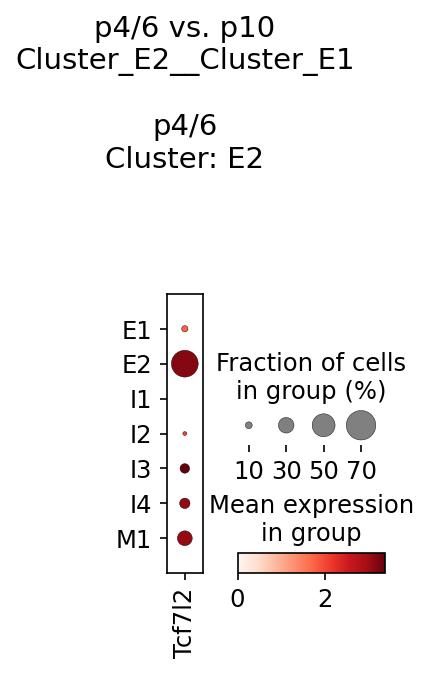 p4/6 vs. p10
Cluster_E2__Cluster_E1
p4/6
Cluster: E2
E1
E2
I1
I2
I3
I4
M1
Tcf7l2
Fraction of cells
in group (%)
10 30 50 70
Mean expression
in group
0 2